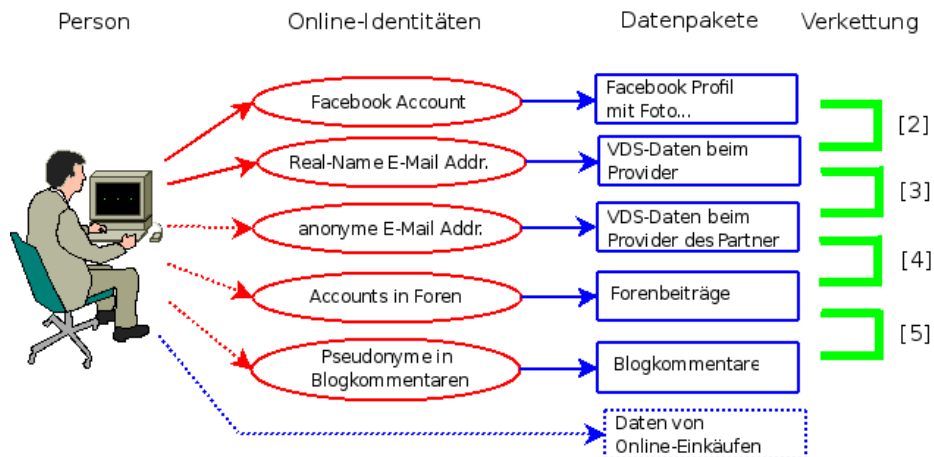 Person
Online-Identitäten
Datenpakete
Verkettung
Facebook Account
Facebook Profil
mit Foto...
[2]
Real-Name E-Mail Addr.
VDS-Daten beim
Provider
[3]
anonyme E-Mail Addr.
VDS-Daten beim
Provider des Partner
[4]
Accounts in Foren
Forenbeiträge
[5]
Pseudonyme in
Blogkommentaren
Blogkommentare
Daten von
Online-Einkäufen